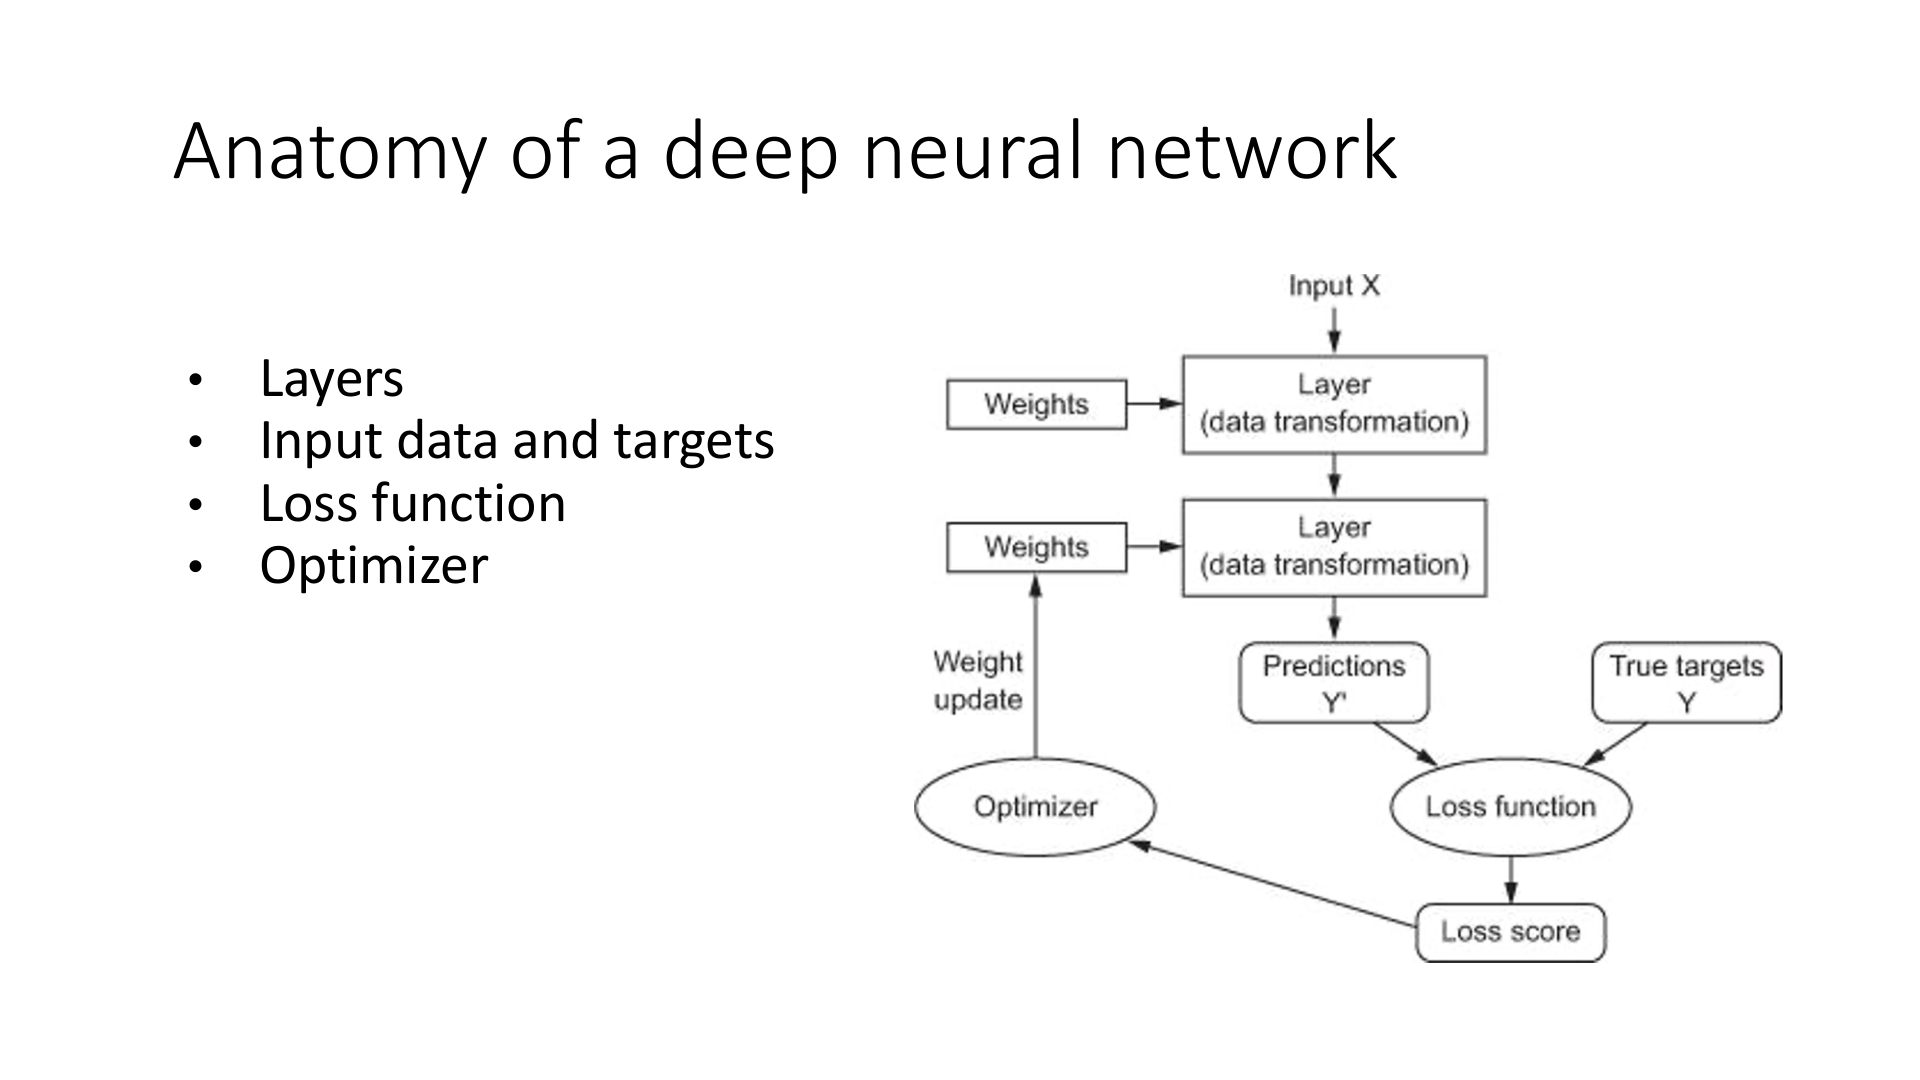 Anatomy of a deep neural network
• Layers
• Input data and targets
• Loss function
• Optimizer
Input X
Weights
Layer
(data transformation)
Weights
Layer
(data transformation)
Weight
update
Predictions
Y'
True targets
Y
Optimizer
Loss function
Loss score